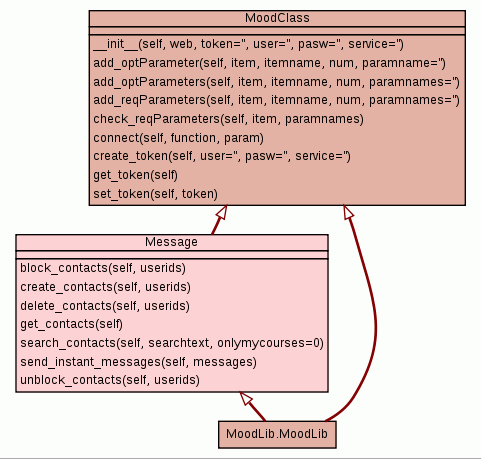 MoodClass
__init__(self, web, token='', user='', pasw='', service='')
add_optParameter(self, item, itemname, num, paramname='')
add_optParameters(self, item, itemname, num, paramnames='')
add_reqParameters(self, item, itemname, num, paramnames='')
check_reqParameters(self, item, paramnames)
connect(self, function, param)
create_token(self, user='', pasw='', service='')
get_token(self)
set_token(self, token)
Message
block_contacts(self, userids)
create_contacts(self, userids)
delete_contacts(self, userids)
get_contacts(self)
search_contacts(self, searchtext, onlymycourses=0)
send_instant_messages(self, messages)
unblock_contacts(self, userids)
MoodLib.MoodLib